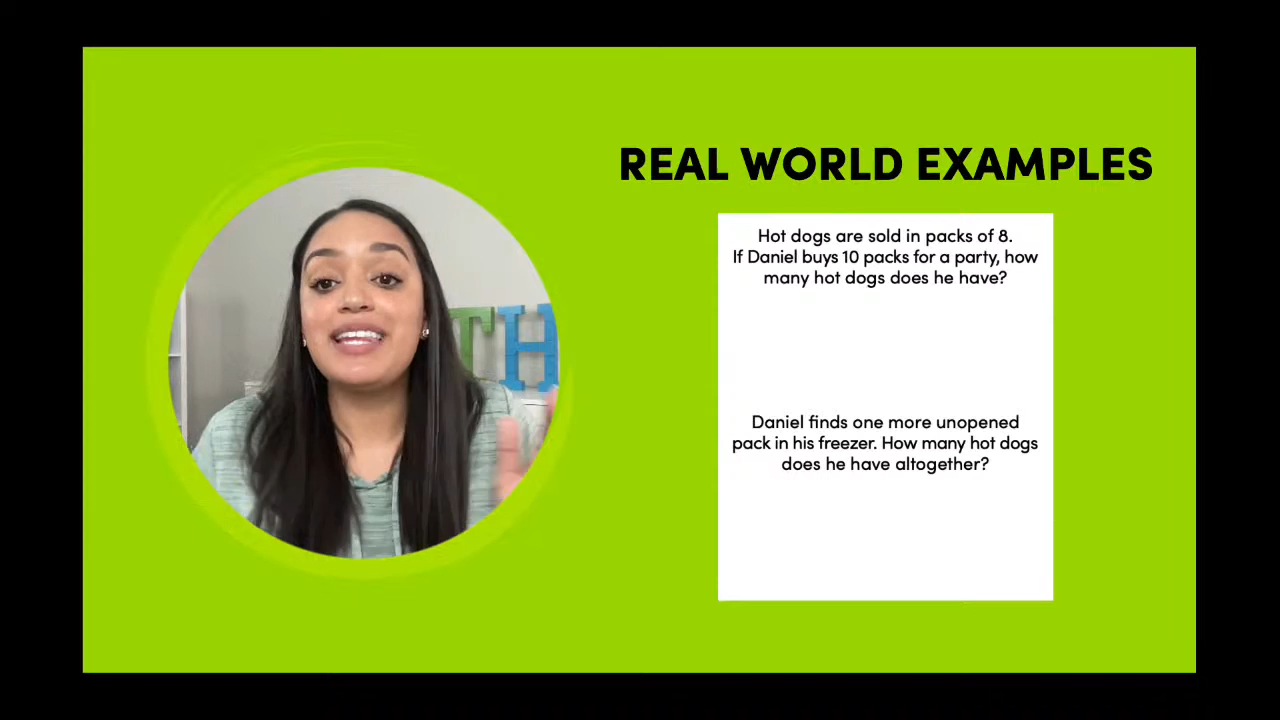 REAL WORLD EXAMPLES
Hot dogs are sold in packs of 8.
If Daniel buys 10 packs for a party, how
many hot dogs does he have?
Daniel finds one more unopened
pack in his freezer. How many hot dogs
does he have altogether?
TH